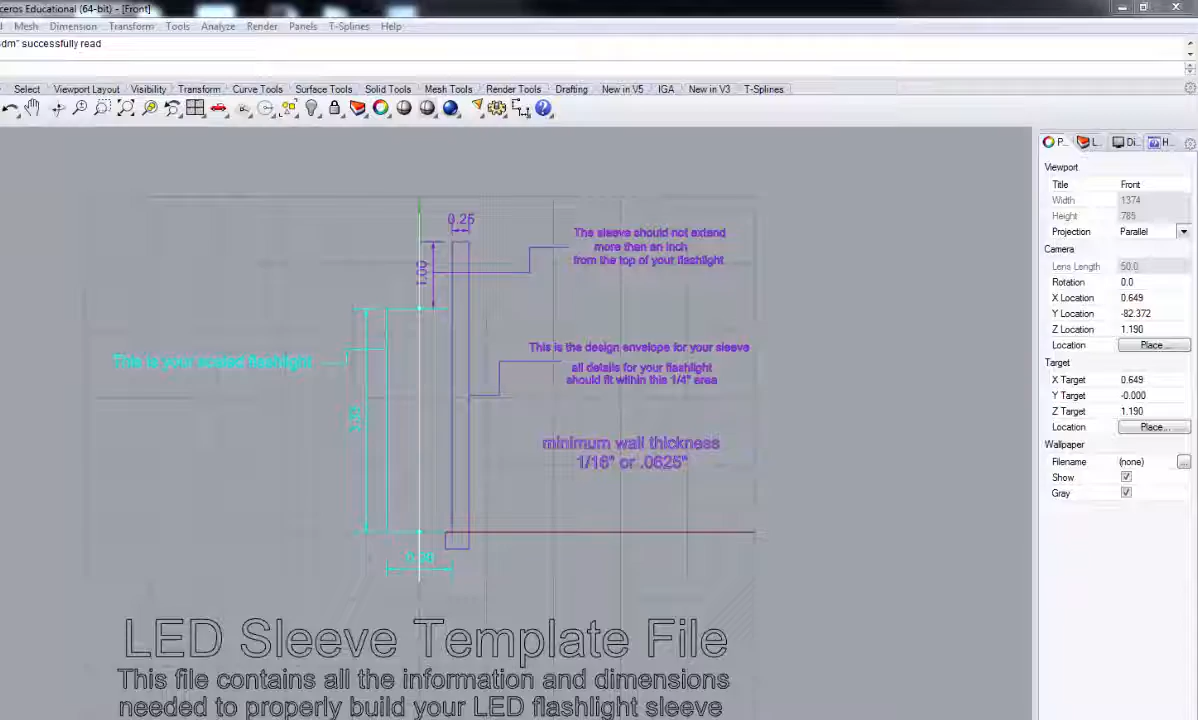 ceros Educational (64-bit) - [Front]
Mesh Dimension Transform Tools Analyze Render Panels T-Splines Help
dm" successfully read
Select Viewport Layout Visibility Transform Curve Tools Surface Tools Solid Tools Mesh Tools Render Tools Drafting New in V5 IGA New in V3 T-Splines
P... L... Di... H...
Viewport
Title Front
Width 1374
Height 785
Projection Parallel
Camera
Lens Length 50.0
Rotation 0.0
X Location 0.649
Y Location -82.372
Z Location 1.190
Location Place...
Target
X Target 0.649
Y Target -0.000
Z Target 1.190
Location Place...
Wallpaper
Filename (none) ...
Show
Gray
0.25
The sleeve should not extend
more than an inch
from the top of your flashlight
1.00
This is your scaled flashlight
This is the design envelope for your sleeve
all details for your flashlight
should fit within this 1/4" area
minimum wall thickness
1/16" or .0625"
LED Sleeve Template File
This file contains all the information and dimensions
needed to properly build your LED flashlight sleeve